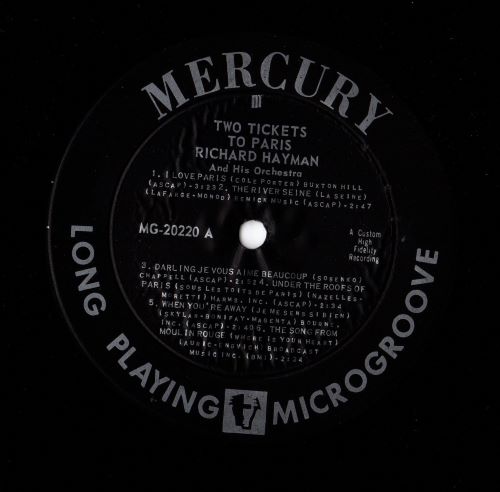 MERCURY
m
TWO TICKETS
TO PARIS
RICHARD HAYMAN
And His Orchestra
1. I LOVE PARIS (COLE PORTER) BUXTON HILL
(ASCAP)-3:23 2. THE RIVER SEINE (LA SEINE)
(LAFARGE-MONOD) REMICK MUSIC (ASCAP)-2:47
MG-20220 A
A Custom
High
Fidelity
Recording
3. DARLING JE VOUS AIME BEAUCOUP (SOSENKO)
CHAPPELL (ASCAP)-2:52 4. UNDER THE ROOFS OF
PARIS (SOUS LES TOITS DE PARIS) (NAZELLES-
MORETTI) HARMS, INC. (ASCAP)-2:34
5. WHEN YOU'RE AWAY (JE ME SENS SI BIEN)
(SKYLAR-BONIFAY-MAGENTA) BOURNE,
INC. (ASCAP)-2:40 6. THE SONG FROM
MOULIN ROUGE (WHERE IS YOUR HEART)
(AURIC-ENGVICK) BROADCAST
MUSIC INC. (BMI)-2:34
LONG PLAYING MICROGROOVE